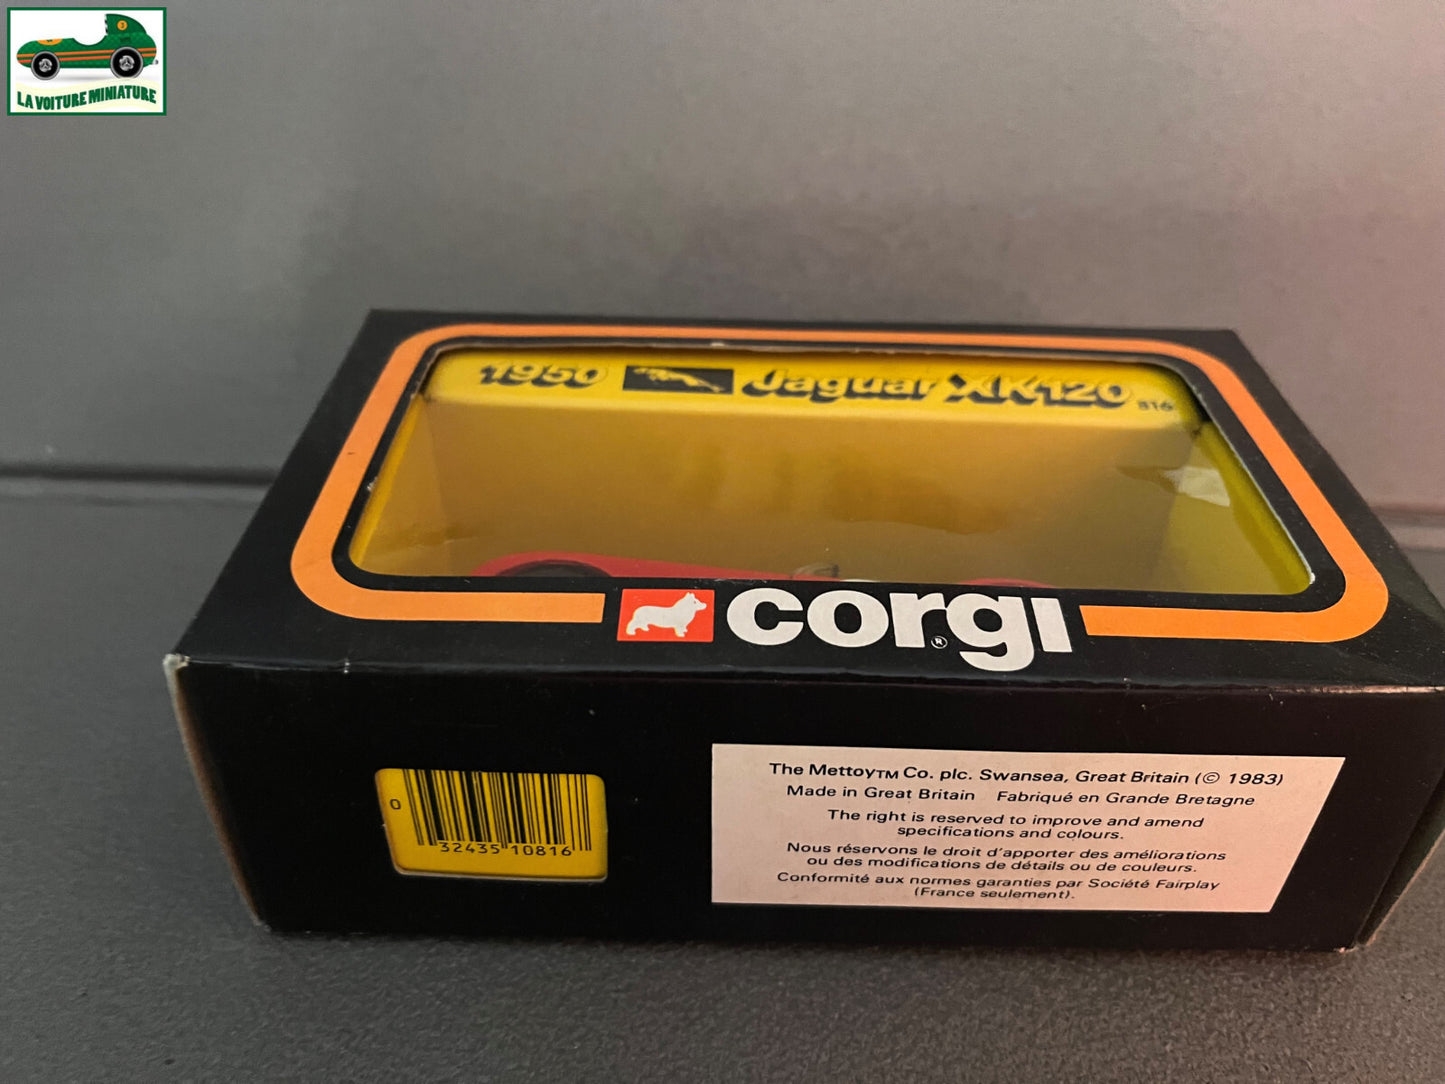 3
LA VOITURE MINIATURE
1950 Jaguar XK120 816
corgi
®
The Mettoy™ Co. plc. Swansea, Great Britain (© 1983)
Made in Great Britain Fabriqué en Grande Bretagne
The right is reserved to improve and amend
specifications and colours.
Nous réservons le droit d'apporter des améliorations
ou des modifications de détails ou de couleurs.
Conformité aux normes garanties par Société Fairplay
(France seulement).
0
32435 10816